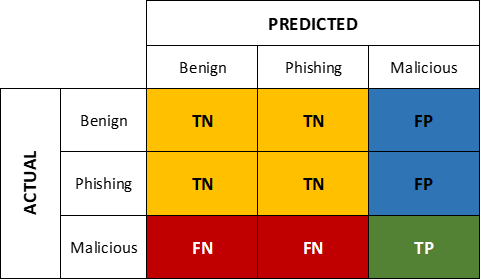 PREDICTED
Benign Phishing Malicious
ACTUAL
Benign TN TN FP
Phishing TN TN FP
Malicious FN FN TP